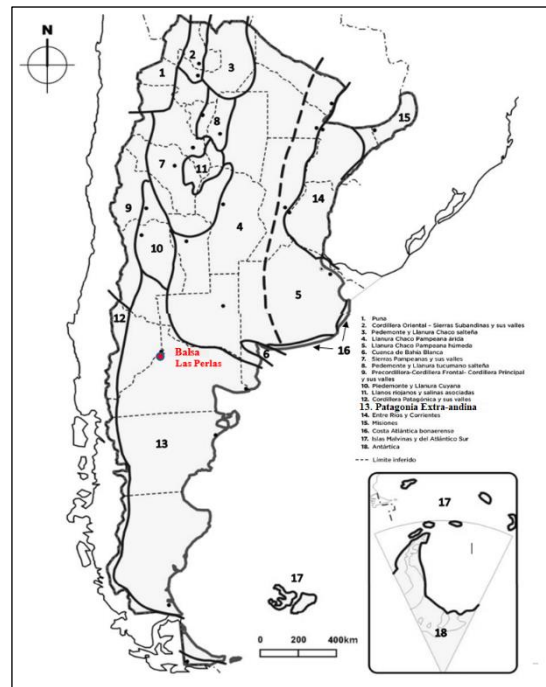 N
1
2
3
8
15
7
11
14
9
4
10
5
12
Balsa
Las Perlas
6
16
13
17
0 200 400km
1. Puna
2. Cordillera Oriental - Sierras Subandinas y sus valles
3. Pedemonte y Llanura Chaco salteña
4. Llanura Chaco Pampeana árida
5. Llanura Chaco Pampeana húmeda
6. Cuenca de Bahía Blanca
7. Sierras Pampeanas y sus valles
8. Pedemonte y Llanura tucumano salteño
9. Precordillera-Cordillera Frontal- Cordillera Principal
y sus valles
10. Piedemonte y Llanura Cuyana
11. Llanos riojanos y salinas asociadas
12. Cordillera Patagónica y sus valles
13. Patagonia Extra-andina
14. Entre Ríos y Corrientes
15. Misiones
16. Costa Atlántica bonaerense
17. Islas Malvinas y del Atlántico Sur
18. Antártica
---- Límite inferido
17
18